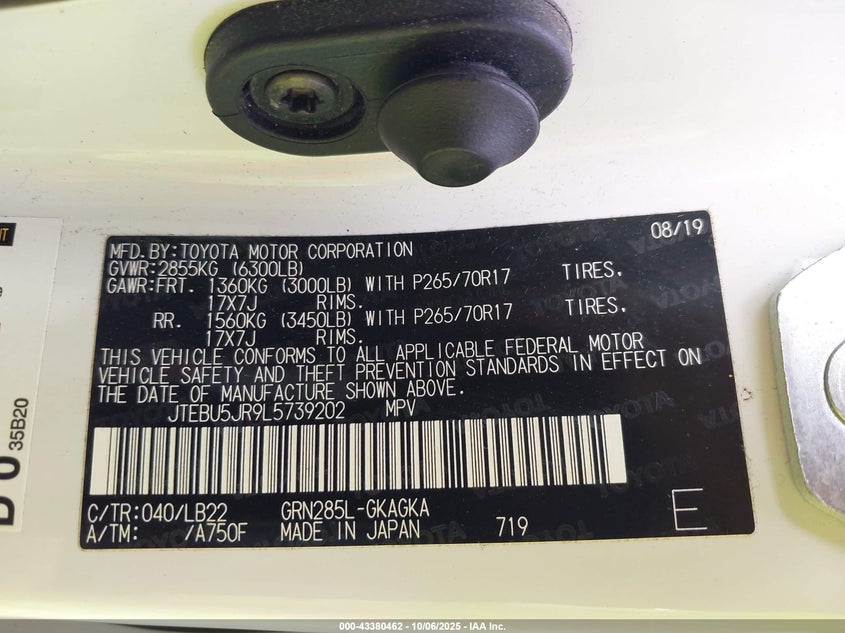 08/19
MFD.BY:TOYOTA MOTOR CORPORATION
GVWR:2855KG (6300LB)
GAWR:FRT. 1360KG (3000LB) WITH P265/70R17 TIRES,
17X7J RIMS.
RR. 1560KG (3450LB) WITH P265/70R17 TIRES,
17X7J RIMS.
THIS VEHICLE CONFORMS TO ALL APPLICABLE FEDERAL MOTOR
VEHICLE SAFETY AND THEFT PREVENTION STANDARDS IN EFFECT ON
THE DATE OF MANUFACTURE SHOWN ABOVE.
JTEBU5JR9L5739202 MPV
C/TR:040/LB22 GRN285L-GKAGKA
A/TM: /A750F MADE IN JAPAN 719 E
35B20
000-43380462 - 10/06/2025 - IAA Inc.